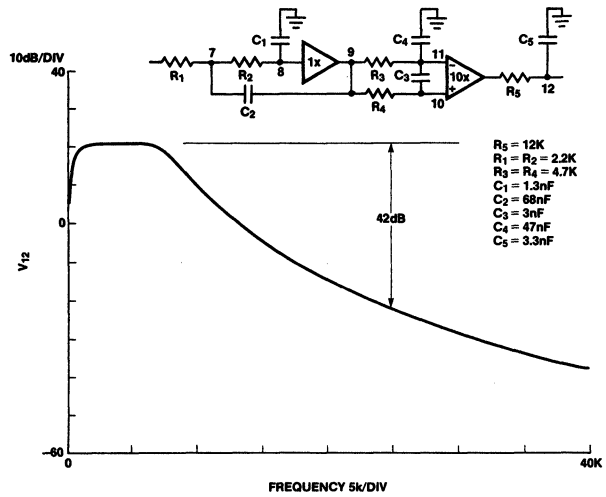 C1
C4
C5
7
1x
9
11
10x
R1
R2
8
R3
C3
R5
12
C2
R4
10
−
+
10dB/DIV
40
0
−60
V12
42dB
R5 = 12K
R1 = R2 = 2.2K
R3 = R4 = 4.7K
C1 = 1.3nF
C2 = 68nF
C3 = 3nF
C4 = 47nF
C5 = 3.3nF
0
40K
FREQUENCY 5k/DIV